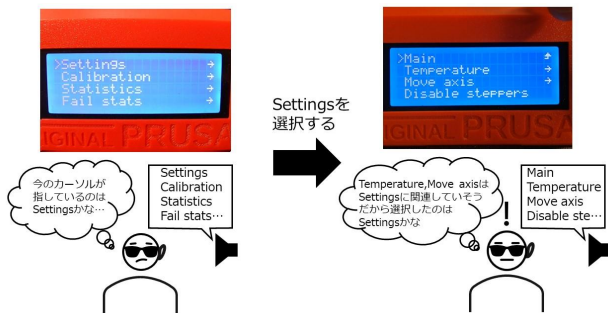 >Settings →
Calibration →
Statistics →
Fail stats →
IGINAL PRUSA
今のカーソルが
指しているのは
Settingsかな…
Settings
Calibration
Statistics
Fail stats…
Settingsを
選択する
>Main
Temperature →
Move axis →
Disable steppers
IGINAL PRUSA
Temperature,Move axisは
Settingsに関連していそう
だから選択したのは
Settingsかな
!
Main
Temperature
Move axis
Disable ste…